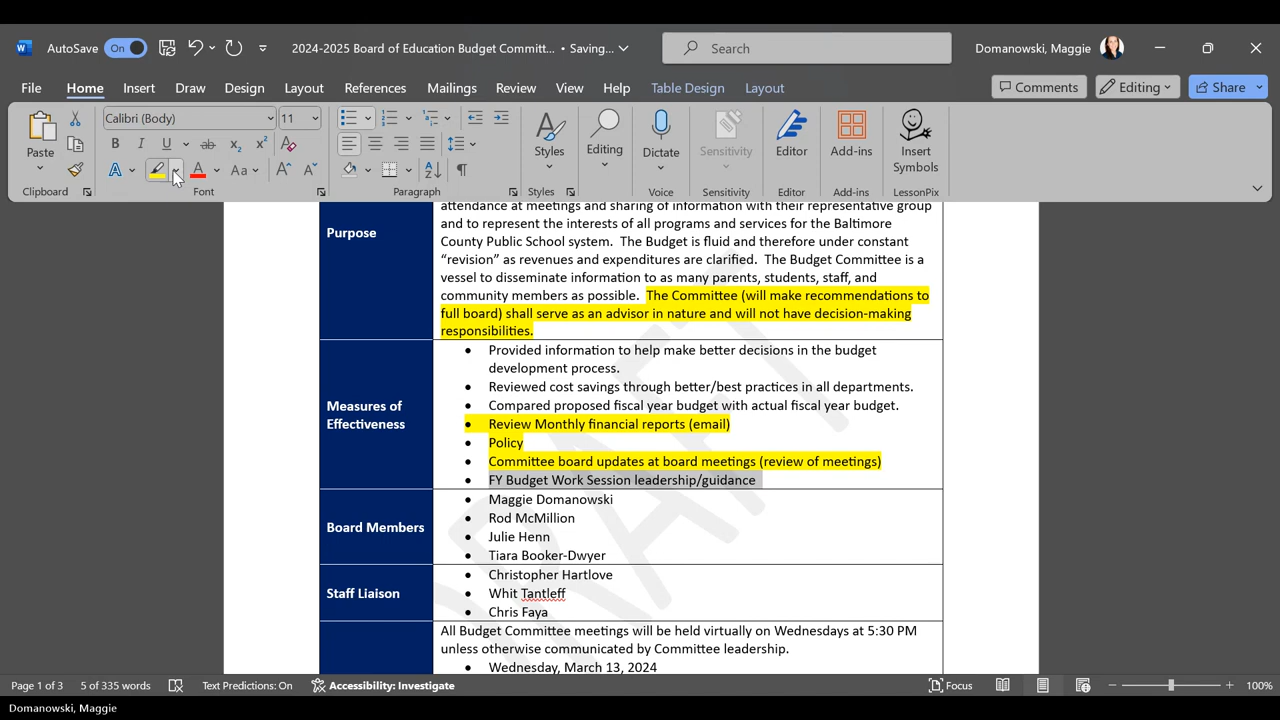 AutoSave On 2024-2025 Board of Education Budget Committ... • Saving... Search Domanowski, Maggie
File Home Insert Draw Design Layout References Mailings Review View Help Table Design Layout Comments Editing Share
Calibri (Body) 11
Paste Styles Editing Dictate Sensitivity Editor Add-ins Insert Symbols
Clipboard Font Paragraph Styles Voice Sensitivity Editor Add-ins LessonPix
attendance at meetings and sharing of information with their representative group
and to represent the interests of all programs and services for the Baltimore
County Public School system. The Budget is fluid and therefore under constant
“revision” as revenues and expenditures are clarified. The Budget Committee is a
vessel to disseminate information to as many parents, students, staff, and
community members as possible. The Committee (will make recommendations to
full board) shall serve as an advisor in nature and will not have decision-making
responsibilities.
Purpose
• Provided information to help make better decisions in the budget
development process.
• Reviewed cost savings through better/best practices in all departments.
• Compared proposed fiscal year budget with actual fiscal year budget.
• Review Monthly financial reports (email)
• Policy
• Committee board updates at board meetings (review of meetings)
• FY Budget Work Session leadership/guidance
Measures of
Effectiveness
• Maggie Domanowski
• Rod McMillion
• Julie Henn
• Tiara Booker-Dwyer
Board Members
• Christopher Hartlove
• Whit Tantleff
• Chris Faya
Staff Liaison
All Budget Committee meetings will be held virtually on Wednesdays at 5:30 PM
unless otherwise communicated by Committee leadership.
• Wednesday, March 13, 2024
DRAFT
Page 1 of 3 5 of 335 words Text Predictions: On Accessibility: Investigate Focus 100%
Domanowski, Maggie